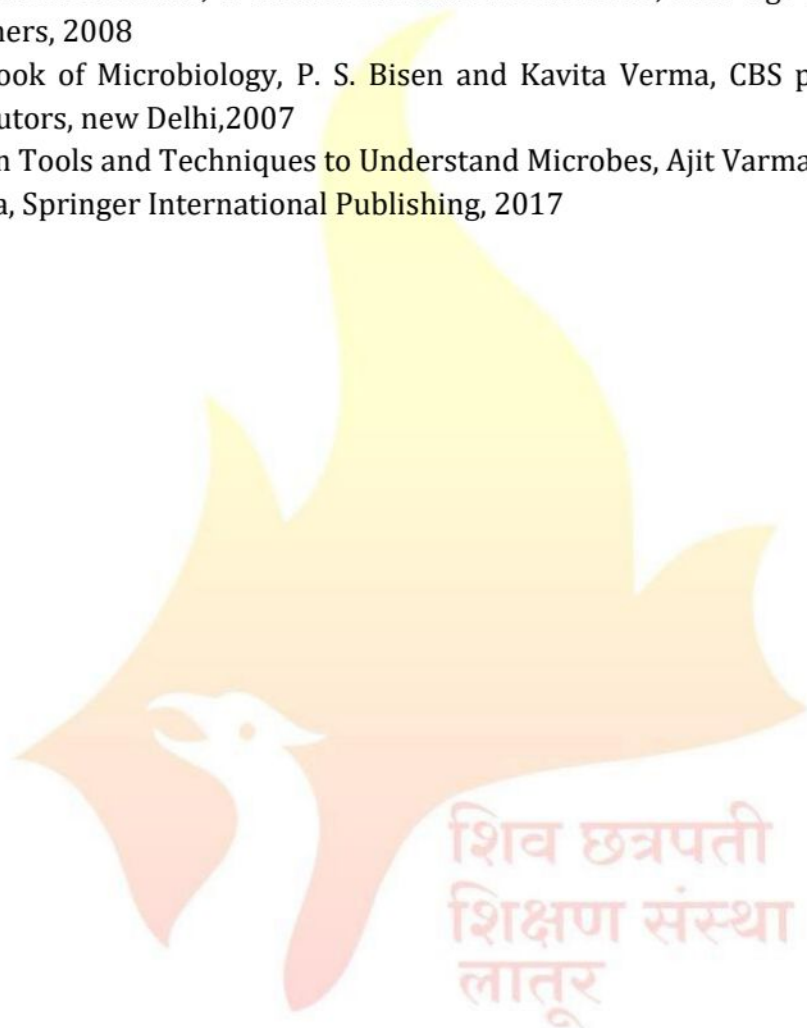 ners, 2008
ook of Microbiology, P. S. Bisen and Kavita Verma, CBS p
utors, new Delhi,2007
n Tools and Techniques to Understand Microbes, Ajit Varma
a, Springer International Publishing, 2017
शिव छत्रपती
शिक्षण संस्था
लातूर